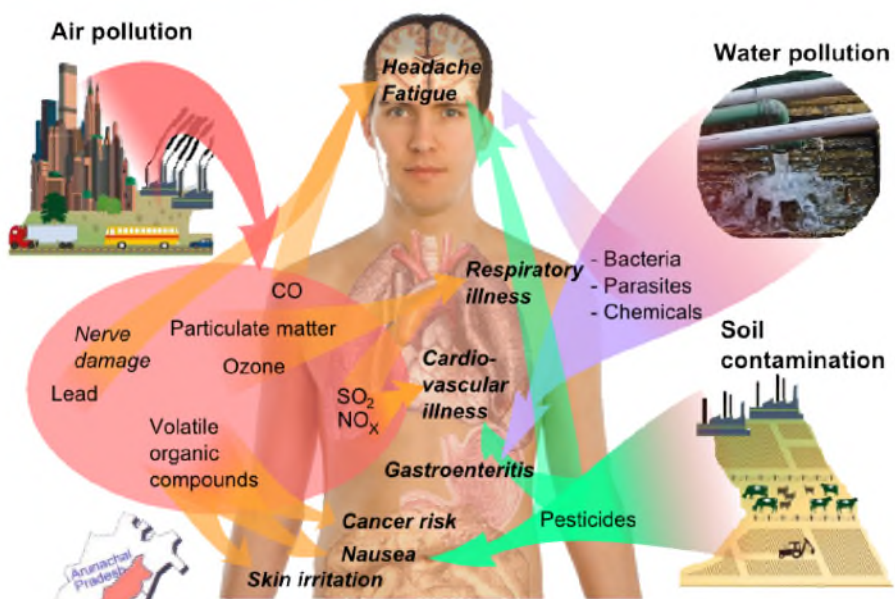 Air pollution
Water pollution
Headache
Fatigue
CO
Respiratory
illness
- Bacteria
- Parasites
- Chemicals
Nerve
damage
Particulate matter
Ozone
Lead
Soil
contamination
Cardio-
vascular
illness
SO₂
NOₓ
Volatile
organic
compounds
Gastroenteritis
Cancer risk
Pesticides
Nausea
Skin irritation
Arunachal
Pradesh